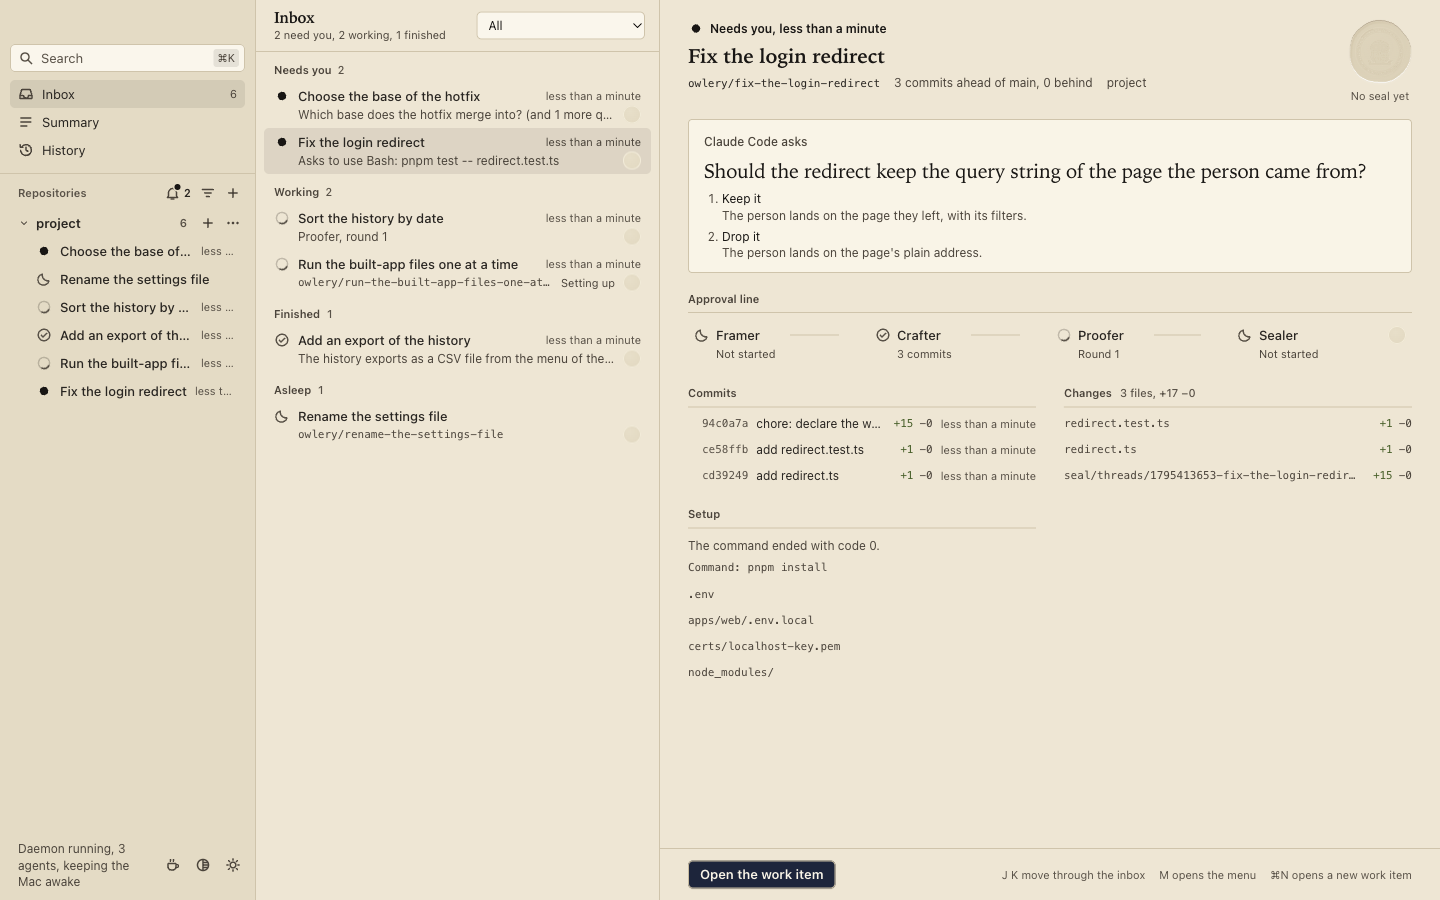 Search ⌘K
Inbox 6
Summary
History
Repositories 2
project 6
Choose the base of... less ...
Rename the settings file
Sort the history by ... less ...
Add an export of th... less ...
Run the built-app fi... less ...
Fix the login redirect less t...
Daemon running, 3
agents, keeping the
Mac awake
Inbox
2 need you, 2 working, 1 finished
All
Needs you 2
Choose the base of the hotfix less than a minute
Which base does the hotfix merge into? (and 1 more q...
Fix the login redirect less than a minute
Asks to use Bash: pnpm test -- redirect.test.ts
Working 2
Sort the history by date less than a minute
Proofer, round 1
Run the built-app files one at a time less than a minute
owlery/run-the-built-app-files-one-at... Setting up
Finished 1
Add an export of the history less than a minute
The history exports as a CSV file from the menu of the...
Asleep 1
Rename the settings file
owlery/rename-the-settings-file
Needs you, less than a minute
Fix the login redirect
owlery/fix-the-login-redirect 3 commits ahead of main, 0 behind project
No seal yet
Claude Code asks
Should the redirect keep the query string of the page the person came from?
1. Keep it
The person lands on the page they left, with its filters.
2. Drop it
The person lands on the page's plain address.
Approval line
Framer Crafter Proofer Sealer
Not started 3 commits Round 1 Not started
Commits
94c0a7a chore: declare the w... +15 −0 less than a minute
ce58ffb add redirect.test.ts +1 −0 less than a minute
cd39249 add redirect.ts +1 −0 less than a minute
Changes 3 files, +17 −0
redirect.test.ts +1 −0
redirect.ts +1 −0
seal/threads/1795413653-fix-the-login-redir... +15 −0
Setup
The command ended with code 0.
Command: pnpm install
.env
apps/web/.env.local
certs/localhost-key.pem
node_modules/
Open the work item
J K move through the inbox M opens the menu ⌘N opens a new work item